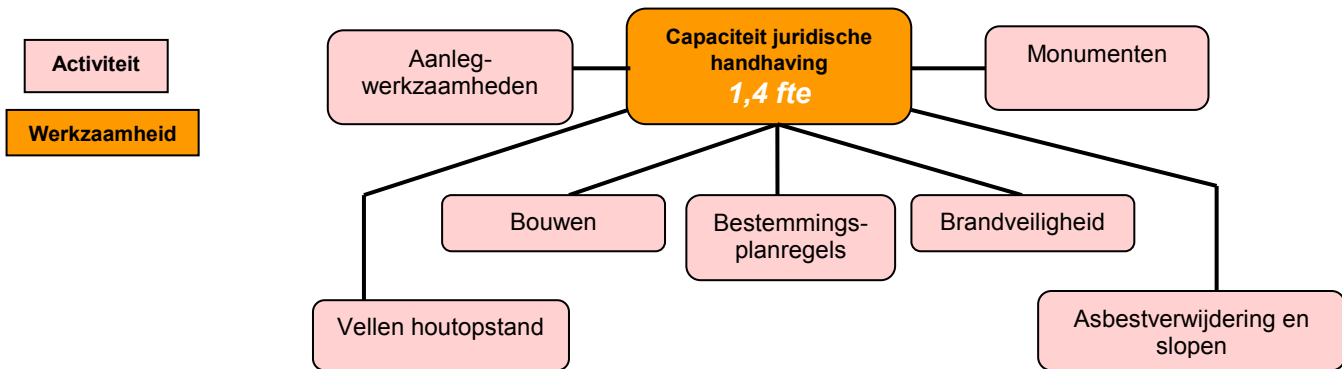 Activiteit
Werkzaamheid
Aanleg-
werkzaamheden
Capaciteit juridische
handhaving
1,4 fte
Monumenten
Bouwen
Bestemmings-
planregels
Brandveiligheid
Vellen houtopstand
Asbestverwijdering en
slopen